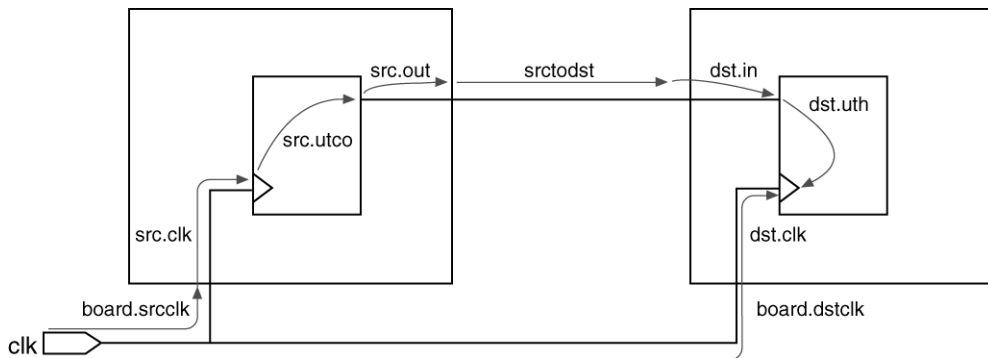 src.out
srctodst
dst.in
dst.uth
src.utco
src.clk
dst.clk
board.srcclk
board.dstclk
clk